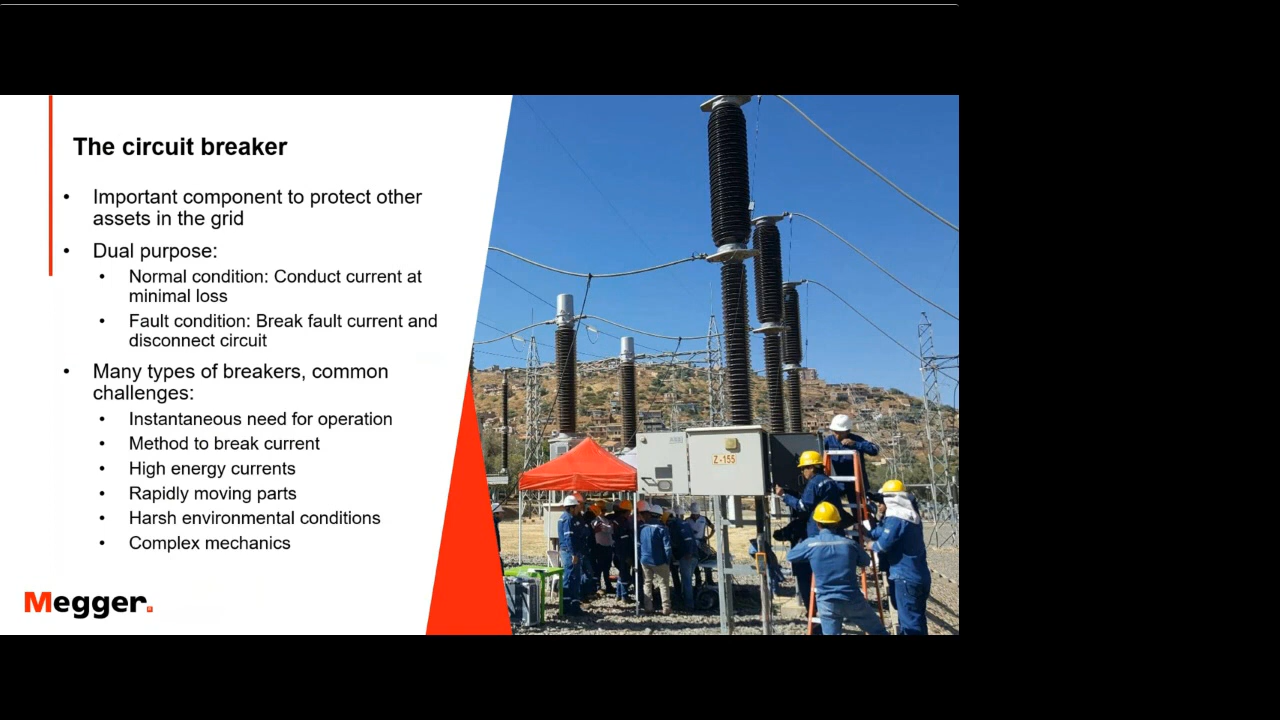 The circuit breaker
• Important component to protect other
assets in the grid
• Dual purpose:
• Normal condition: Conduct current at
minimal loss
• Fault condition: Break fault current and
disconnect circuit
• Many types of breakers, common
challenges:
• Instantaneous need for operation
• Method to break current
• High energy currents
• Rapidly moving parts
• Harsh environmental conditions
• Complex mechanics
Megger.
Z-155